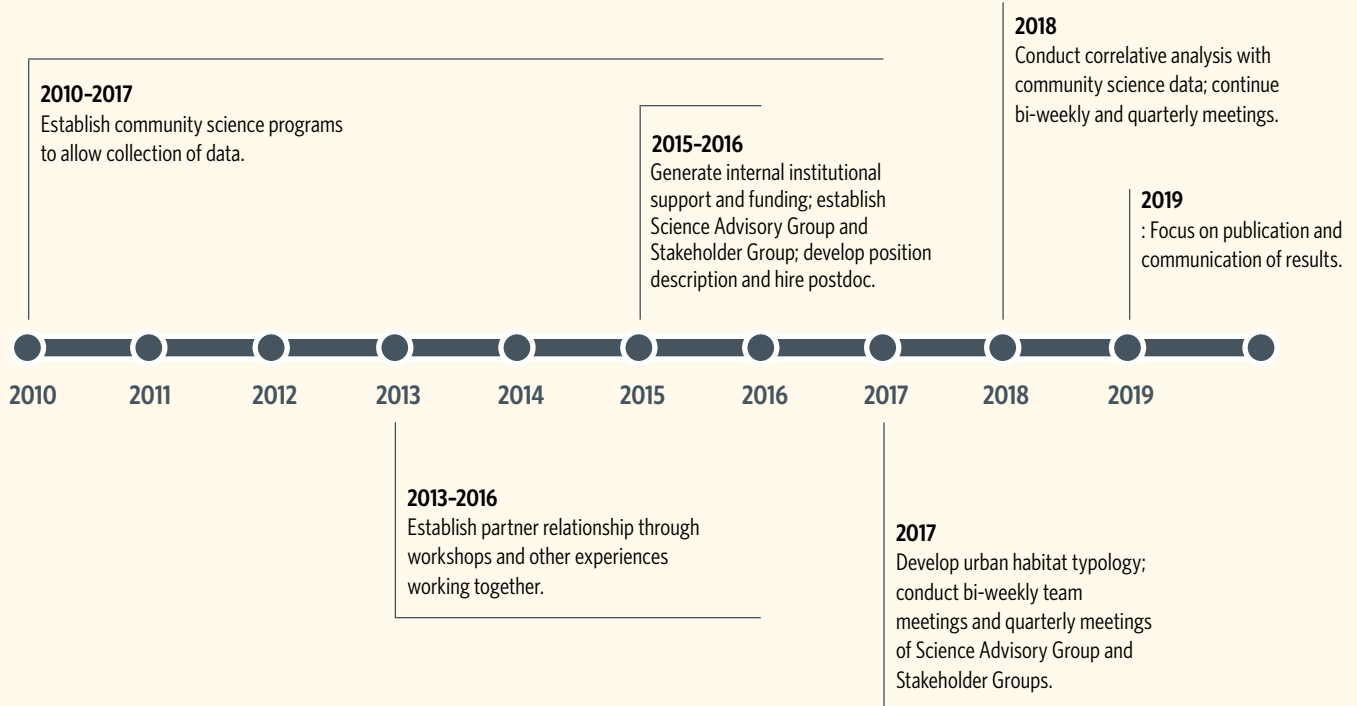 2010–2017
Establish community science programs
to allow collection of data.
2015–2016
Generate internal institutional
support and funding; establish
Science Advisory Group and
Stakeholder Group; develop position
description and hire postdoc.
2018
Conduct correlative analysis with
community science data; continue
bi-weekly and quarterly meetings.
2019
: Focus on publication and
communication of results.
2010 2011 2012 2013 2014 2015 2016 2017 2018 2019
2013–2016
Establish partner relationship through
workshops and other experiences
working together.
2017
Develop urban habitat typology;
conduct bi-weekly team
meetings and quarterly meetings
of Science Advisory Group and
Stakeholder Groups.